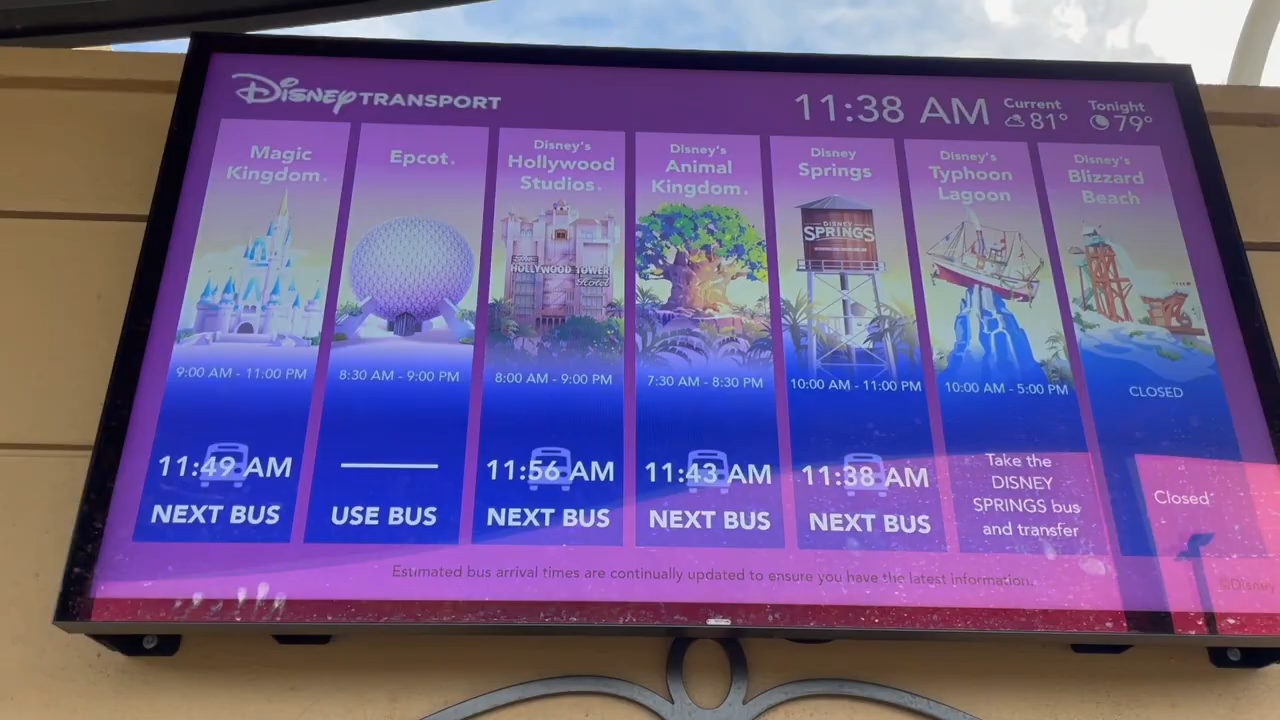 Disney TRANSPORT
11:38 AM
Current
81°
Tonight
79°
Magic
Kingdom.
9:00 AM - 11:00 PM
11:49 AM
NEXT BUS
Epcot.
8:30 AM - 9:00 PM
USE BUS
Disney's
Hollywood
Studios.
The
HOLLYWOOD TOWER
Hotel
8:00 AM - 9:00 PM
11:56 AM
NEXT BUS
Disney's
Animal
Kingdom.
7:30 AM - 8:30 PM
11:43 AM
NEXT BUS
Disney
Springs
DISNEY
SPRINGS
10:00 AM - 11:00 PM
11:38 AM
NEXT BUS
Disney's
Typhoon
Lagoon
10:00 AM - 5:00 PM
Take the
DISNEY
SPRINGS bus
and transfer
Disney's
Blizzard
Beach
CLOSED
Closed
Estimated bus arrival times are continually updated to ensure you have the latest information.
©Disney